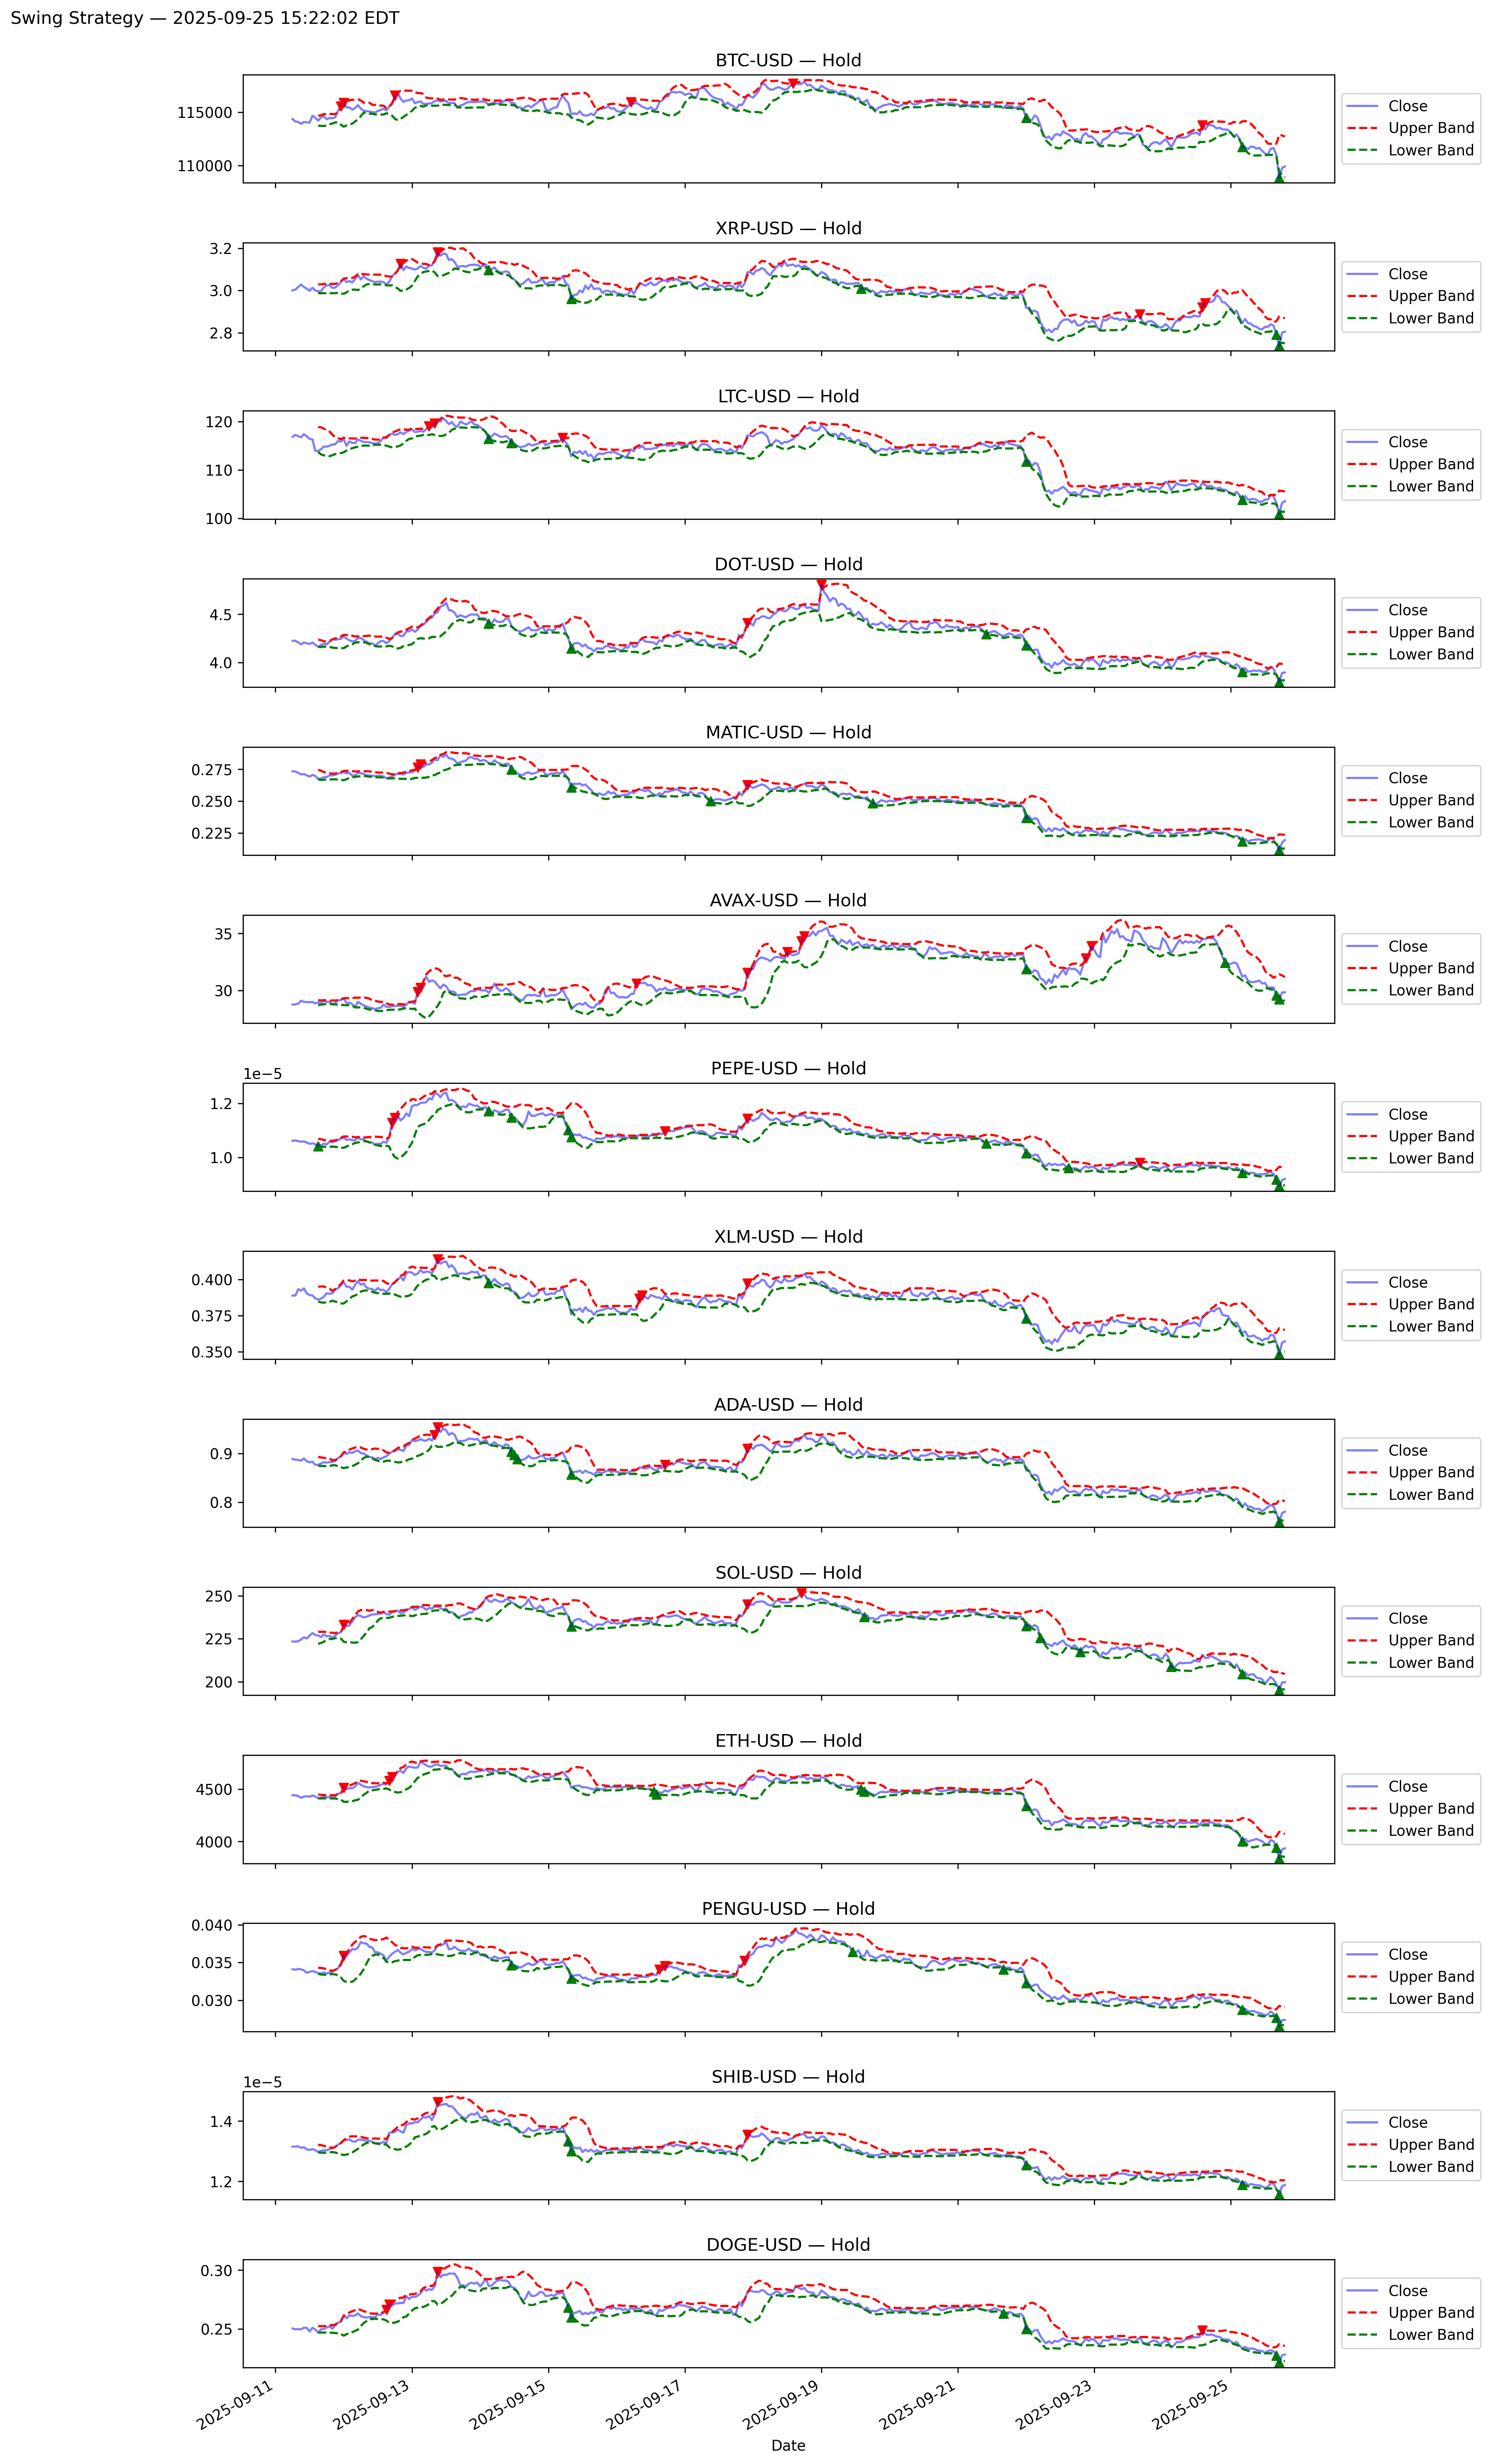 Swing Strategy — 2025-09-25 15:22:02 EDT
BTC-USD — Hold
115000
110000
Close
Upper Band
Lower Band
XRP-USD — Hold
3.2
3.0
2.8
Close
Upper Band
Lower Band
LTC-USD — Hold
120
110
100
Close
Upper Band
Lower Band
DOT-USD — Hold
4.5
4.0
Close
Upper Band
Lower Band
MATIC-USD — Hold
0.275
0.250
0.225
Close
Upper Band
Lower Band
AVAX-USD — Hold
35
30
Close
Upper Band
Lower Band
PEPE-USD — Hold
1e−5
1.2
1.0
Close
Upper Band
Lower Band
XLM-USD — Hold
0.400
0.375
0.350
Close
Upper Band
Lower Band
ADA-USD — Hold
0.9
0.8
Close
Upper Band
Lower Band
SOL-USD — Hold
250
225
200
Close
Upper Band
Lower Band
ETH-USD — Hold
4500
4000
Close
Upper Band
Lower Band
PENGU-USD — Hold
0.040
0.035
0.030
Close
Upper Band
Lower Band
SHIB-USD — Hold
1e−5
1.4
1.2
Close
Upper Band
Lower Band
DOGE-USD — Hold
0.30
0.25
Close
Upper Band
Lower Band
2025-09-11
2025-09-13
2025-09-15
2025-09-17
2025-09-19
2025-09-21
2025-09-23
2025-09-25
Date